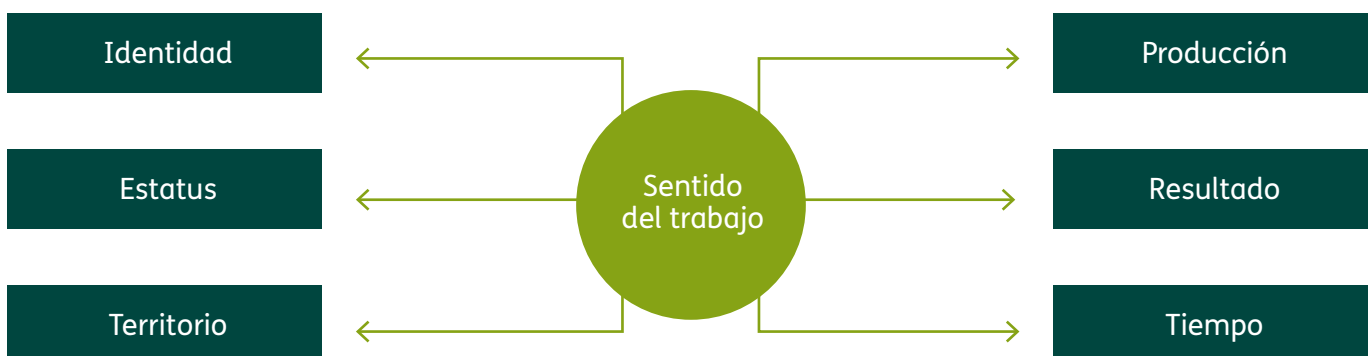 Identidad
Estatus
Territorio
Sentido
del trabajo
Producción
Resultado
Tiempo